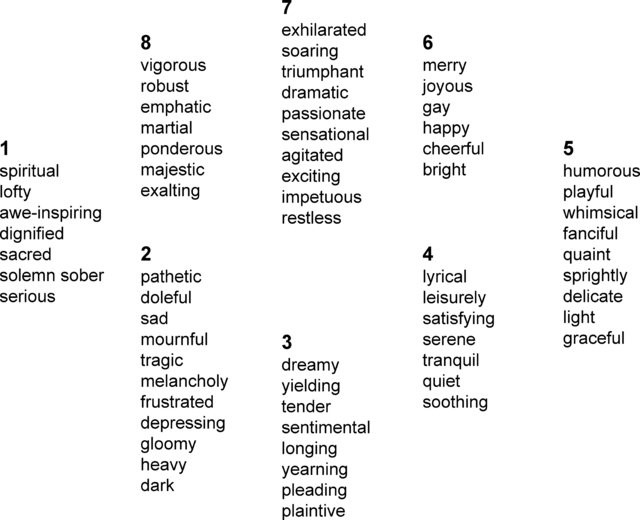 1
spiritual
lofty
awe-inspiring
dignified
sacred
solemn sober
serious
2
pathetic
doleful
sad
mournful
tragic
melancholy
frustrated
depressing
gloomy
heavy
dark
3
dreamy
yielding
tender
sentimental
longing
yearning
pleading
plaintive
4
lyrical
leisurely
satisfying
serene
tranquil
quiet
soothing
5
humorous
playful
whimsical
fanciful
quaint
sprightly
delicate
light
graceful
6
merry
joyous
gay
happy
cheerful
bright
7
exhilarated
soaring
triumphant
dramatic
passionate
sensational
agitated
exciting
impetuous
restless
8
vigorous
robust
emphatic
martial
ponderous
majestic
exalting